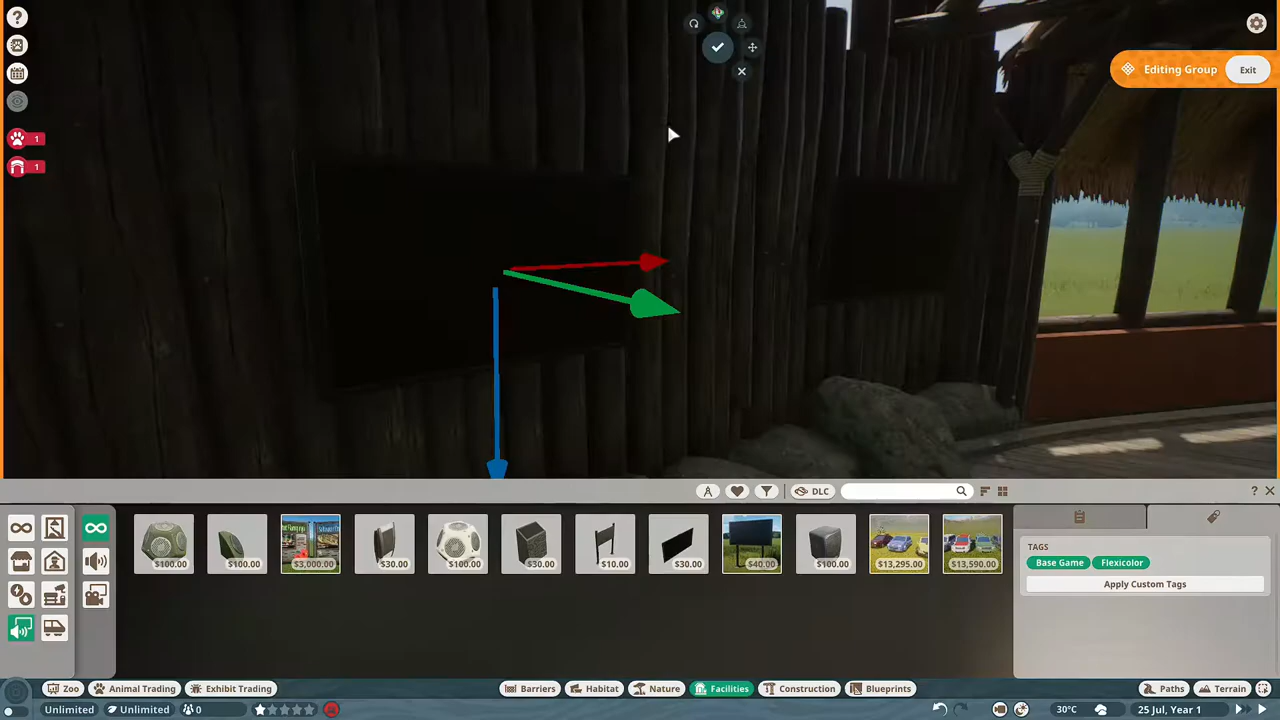 ?
Editing Group
Exit
1
1
DLC
?
$100.00
$100.00
$3,000.00
$30.00
$100.00
$30.00
$10.00
$30.00
$40.00
$100.00
$13,295.00
$13,590.00
TAGS
Base Game
Flexicolor
Apply Custom Tags
Zoo
Animal Trading
Exhibit Trading
Barriers
Habitat
Nature
Facilities
Construction
Blueprints
Paths
Terrain
Unlimited
Unlimited
0
30°C
25 Jul, Year 1